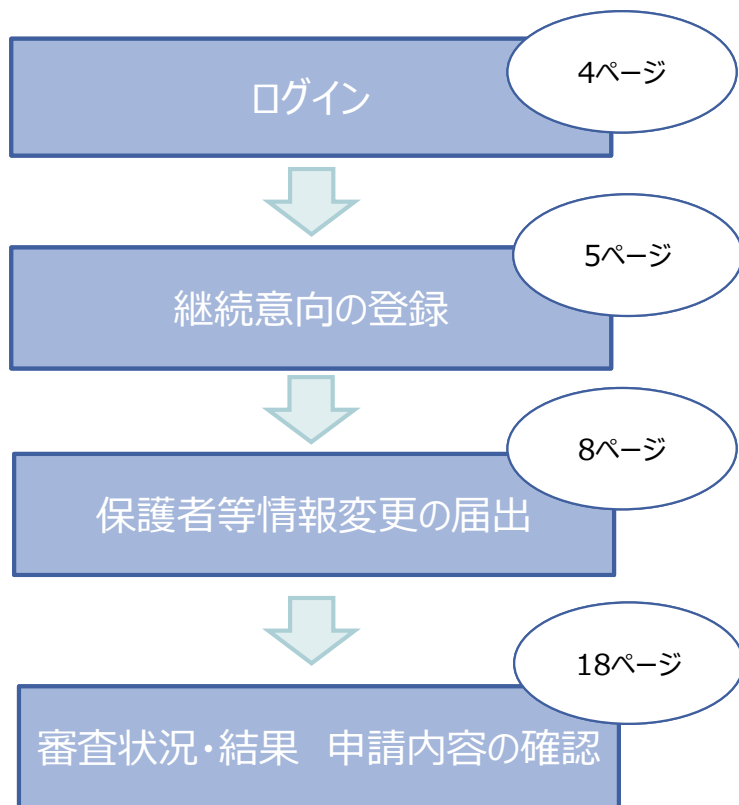 4ページ
ログイン
5ページ
継続意向の登録
8ページ
保護者等情報変更の届出
18ページ
審査状況・結果　申請内容の確認